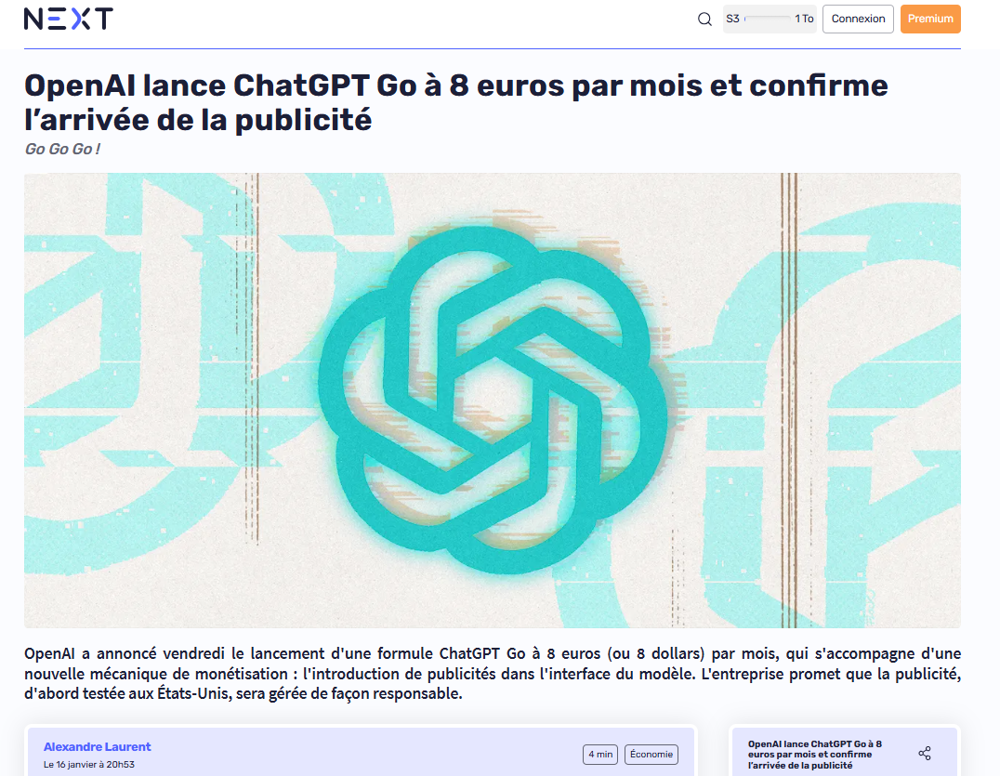 NEXT
S3 1 To Connexion Premium
OpenAI lance ChatGPT Go à 8 euros par mois et confirme
l’arrivée de la publicité
Go Go Go !
OpenAI a annoncé vendredi le lancement d'une formule ChatGPT Go à 8 euros (ou 8 dollars) par mois, qui s'accompagne d'une
nouvelle mécanique de monétisation : l'introduction de publicités dans l'interface du modèle. L'entreprise promet que la publicité,
d'abord testée aux États-Unis, sera gérée de façon responsable.
Alexandre Laurent
Le 16 janvier à 20h53
4 min Économie
OpenAI lance ChatGPT Go à 8
euros par mois et confirme
l’arrivée de la publicité